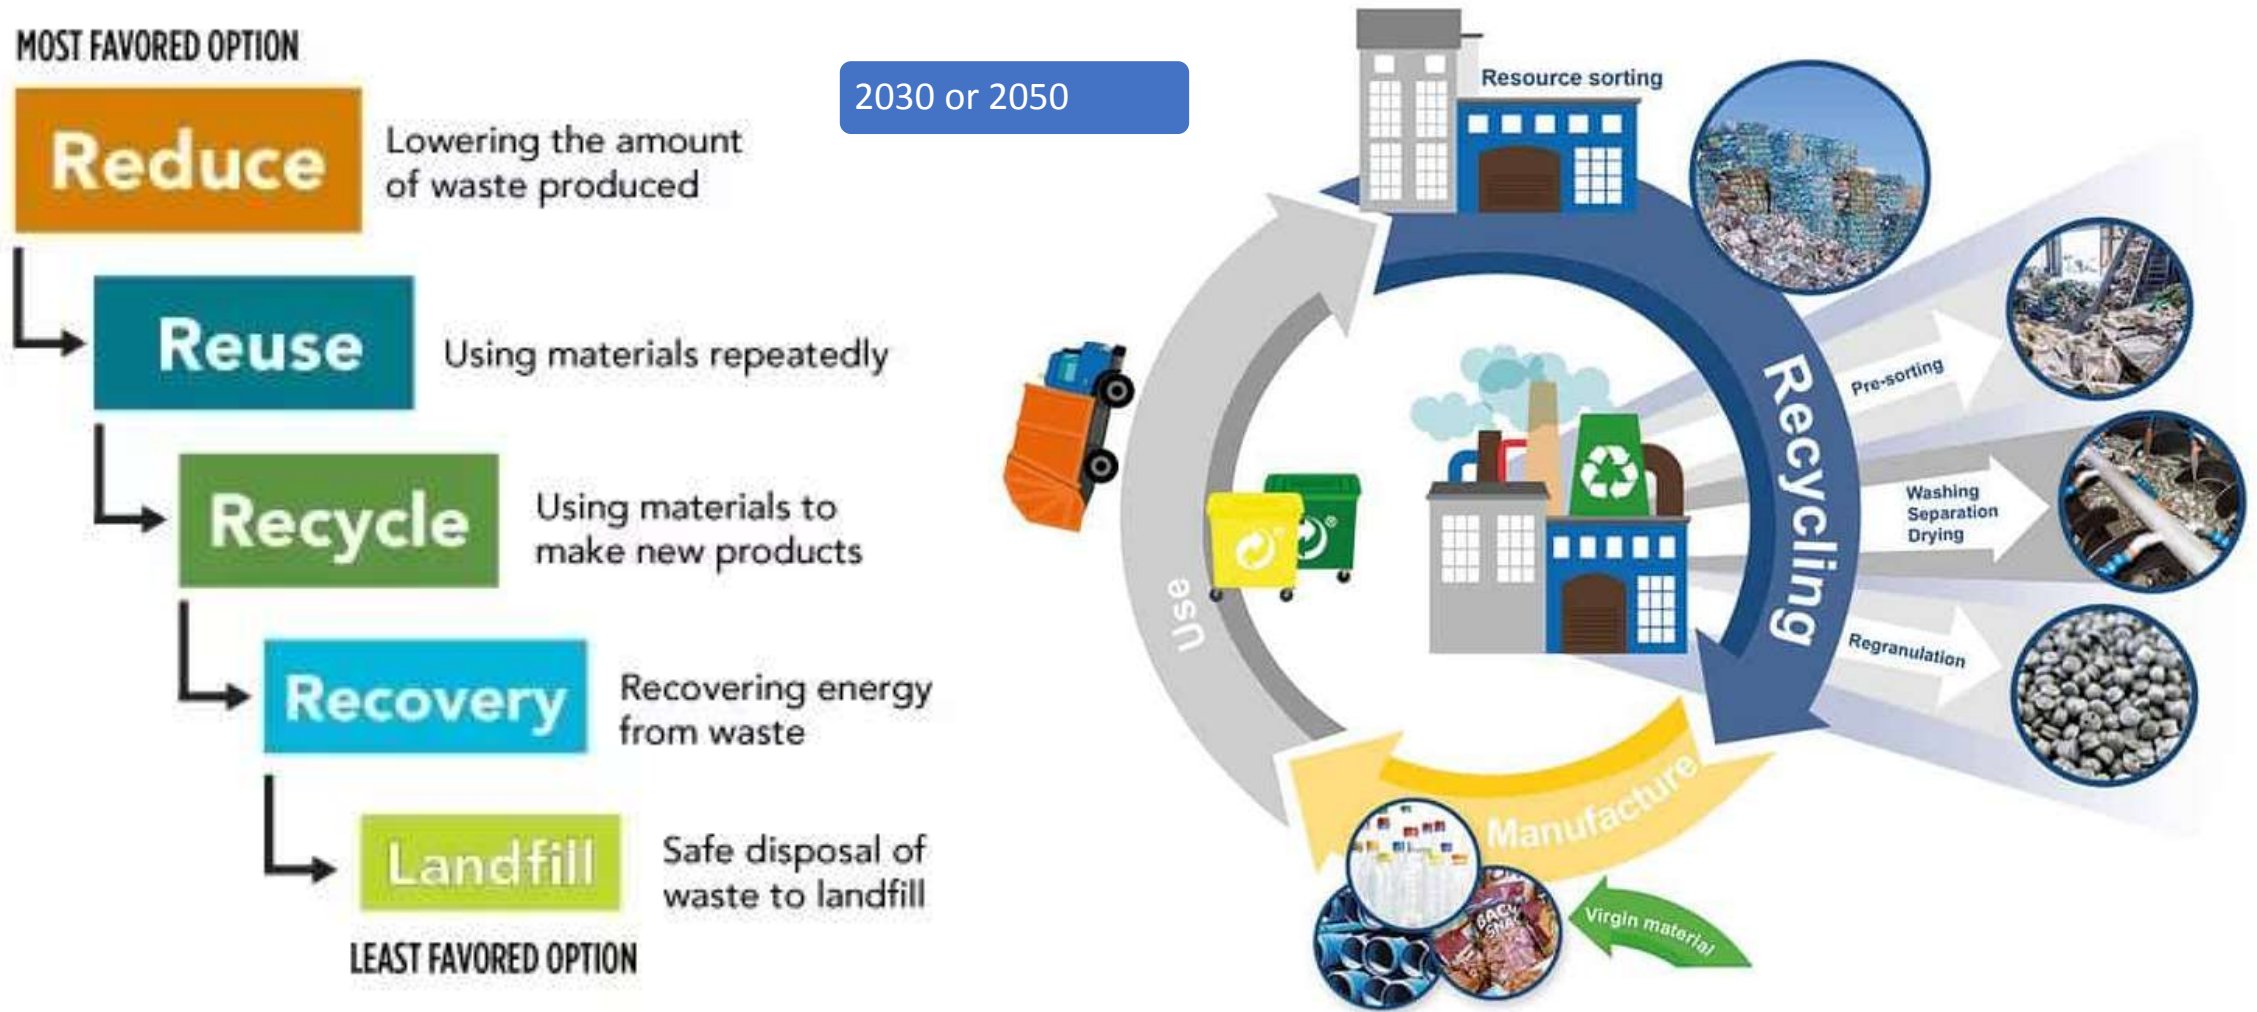 MOST FAVORED OPTION
Reduce
Lowering the amount
of waste produced
Reuse
Using materials repeatedly
Recycle
Using materials to
make new products
Recovery
Recovering energy
from waste
Landfill
Safe disposal of
waste to landfill
LEAST FAVORED OPTION
2030 or 2050
Resource sorting
Recycling
Pre-sorting
Washing
Separation
Drying
Regranulation
Use
Manufacture
Virgin material